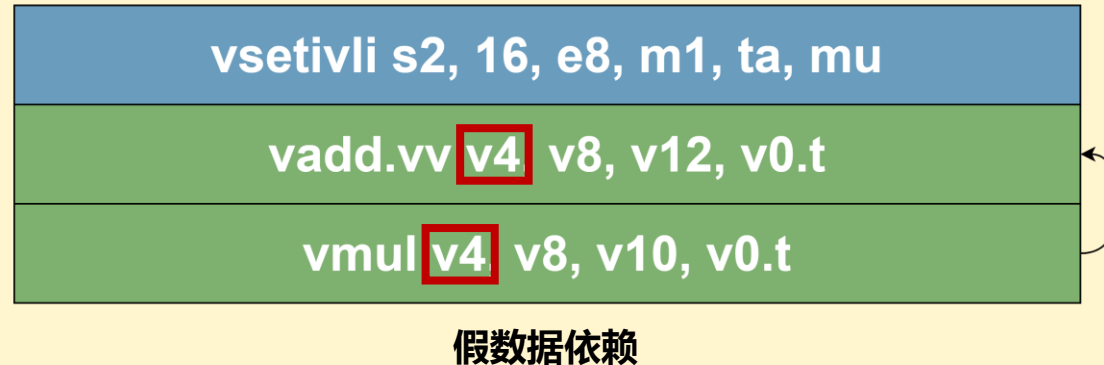 vsetivli s2, 16, e8, m1, ta, mu
vadd.vv v4, v8, v12, v0.t
vmul v4, v8, v10, v0.t
假数据依赖